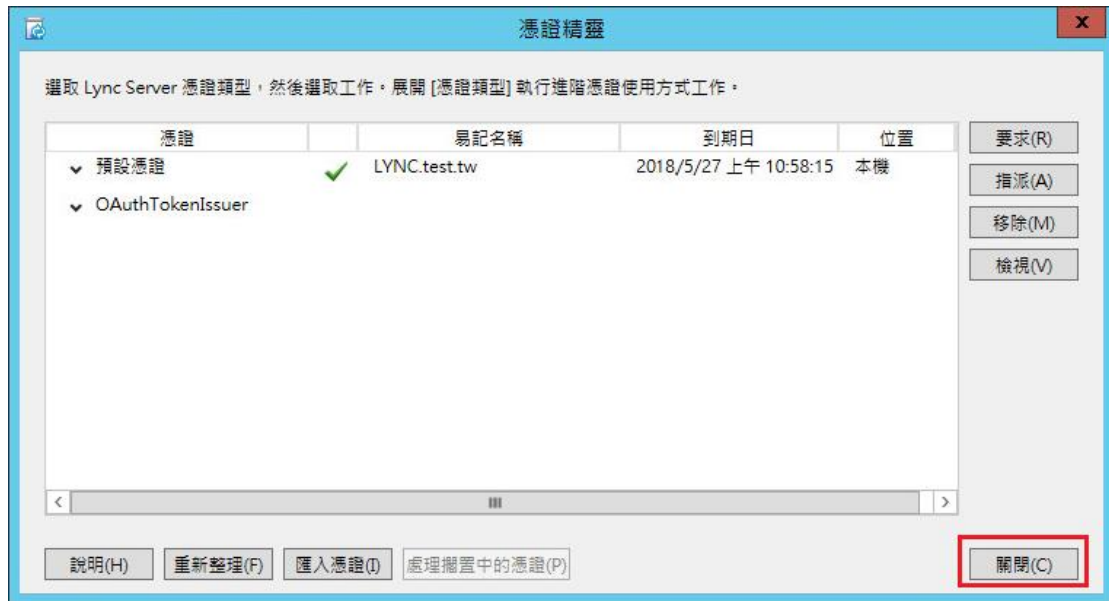 憑證精靈
x
選取 Lync Server 憑證類型，然後選取工作。展開 [憑證類型] 執行進階憑證使用方式工作。
憑證 易記名稱 到期日 位置
要求(R)
預設憑證 LYNC.test.tw 2018/5/27 上午 10:58:15 本機
指派(A)
OAuthTokenIssuer
移除(M)
檢視(V)
說明(H) 重新整理(F) 匯入憑證(I) 處理擱置中的憑證(P) 關閉(C)